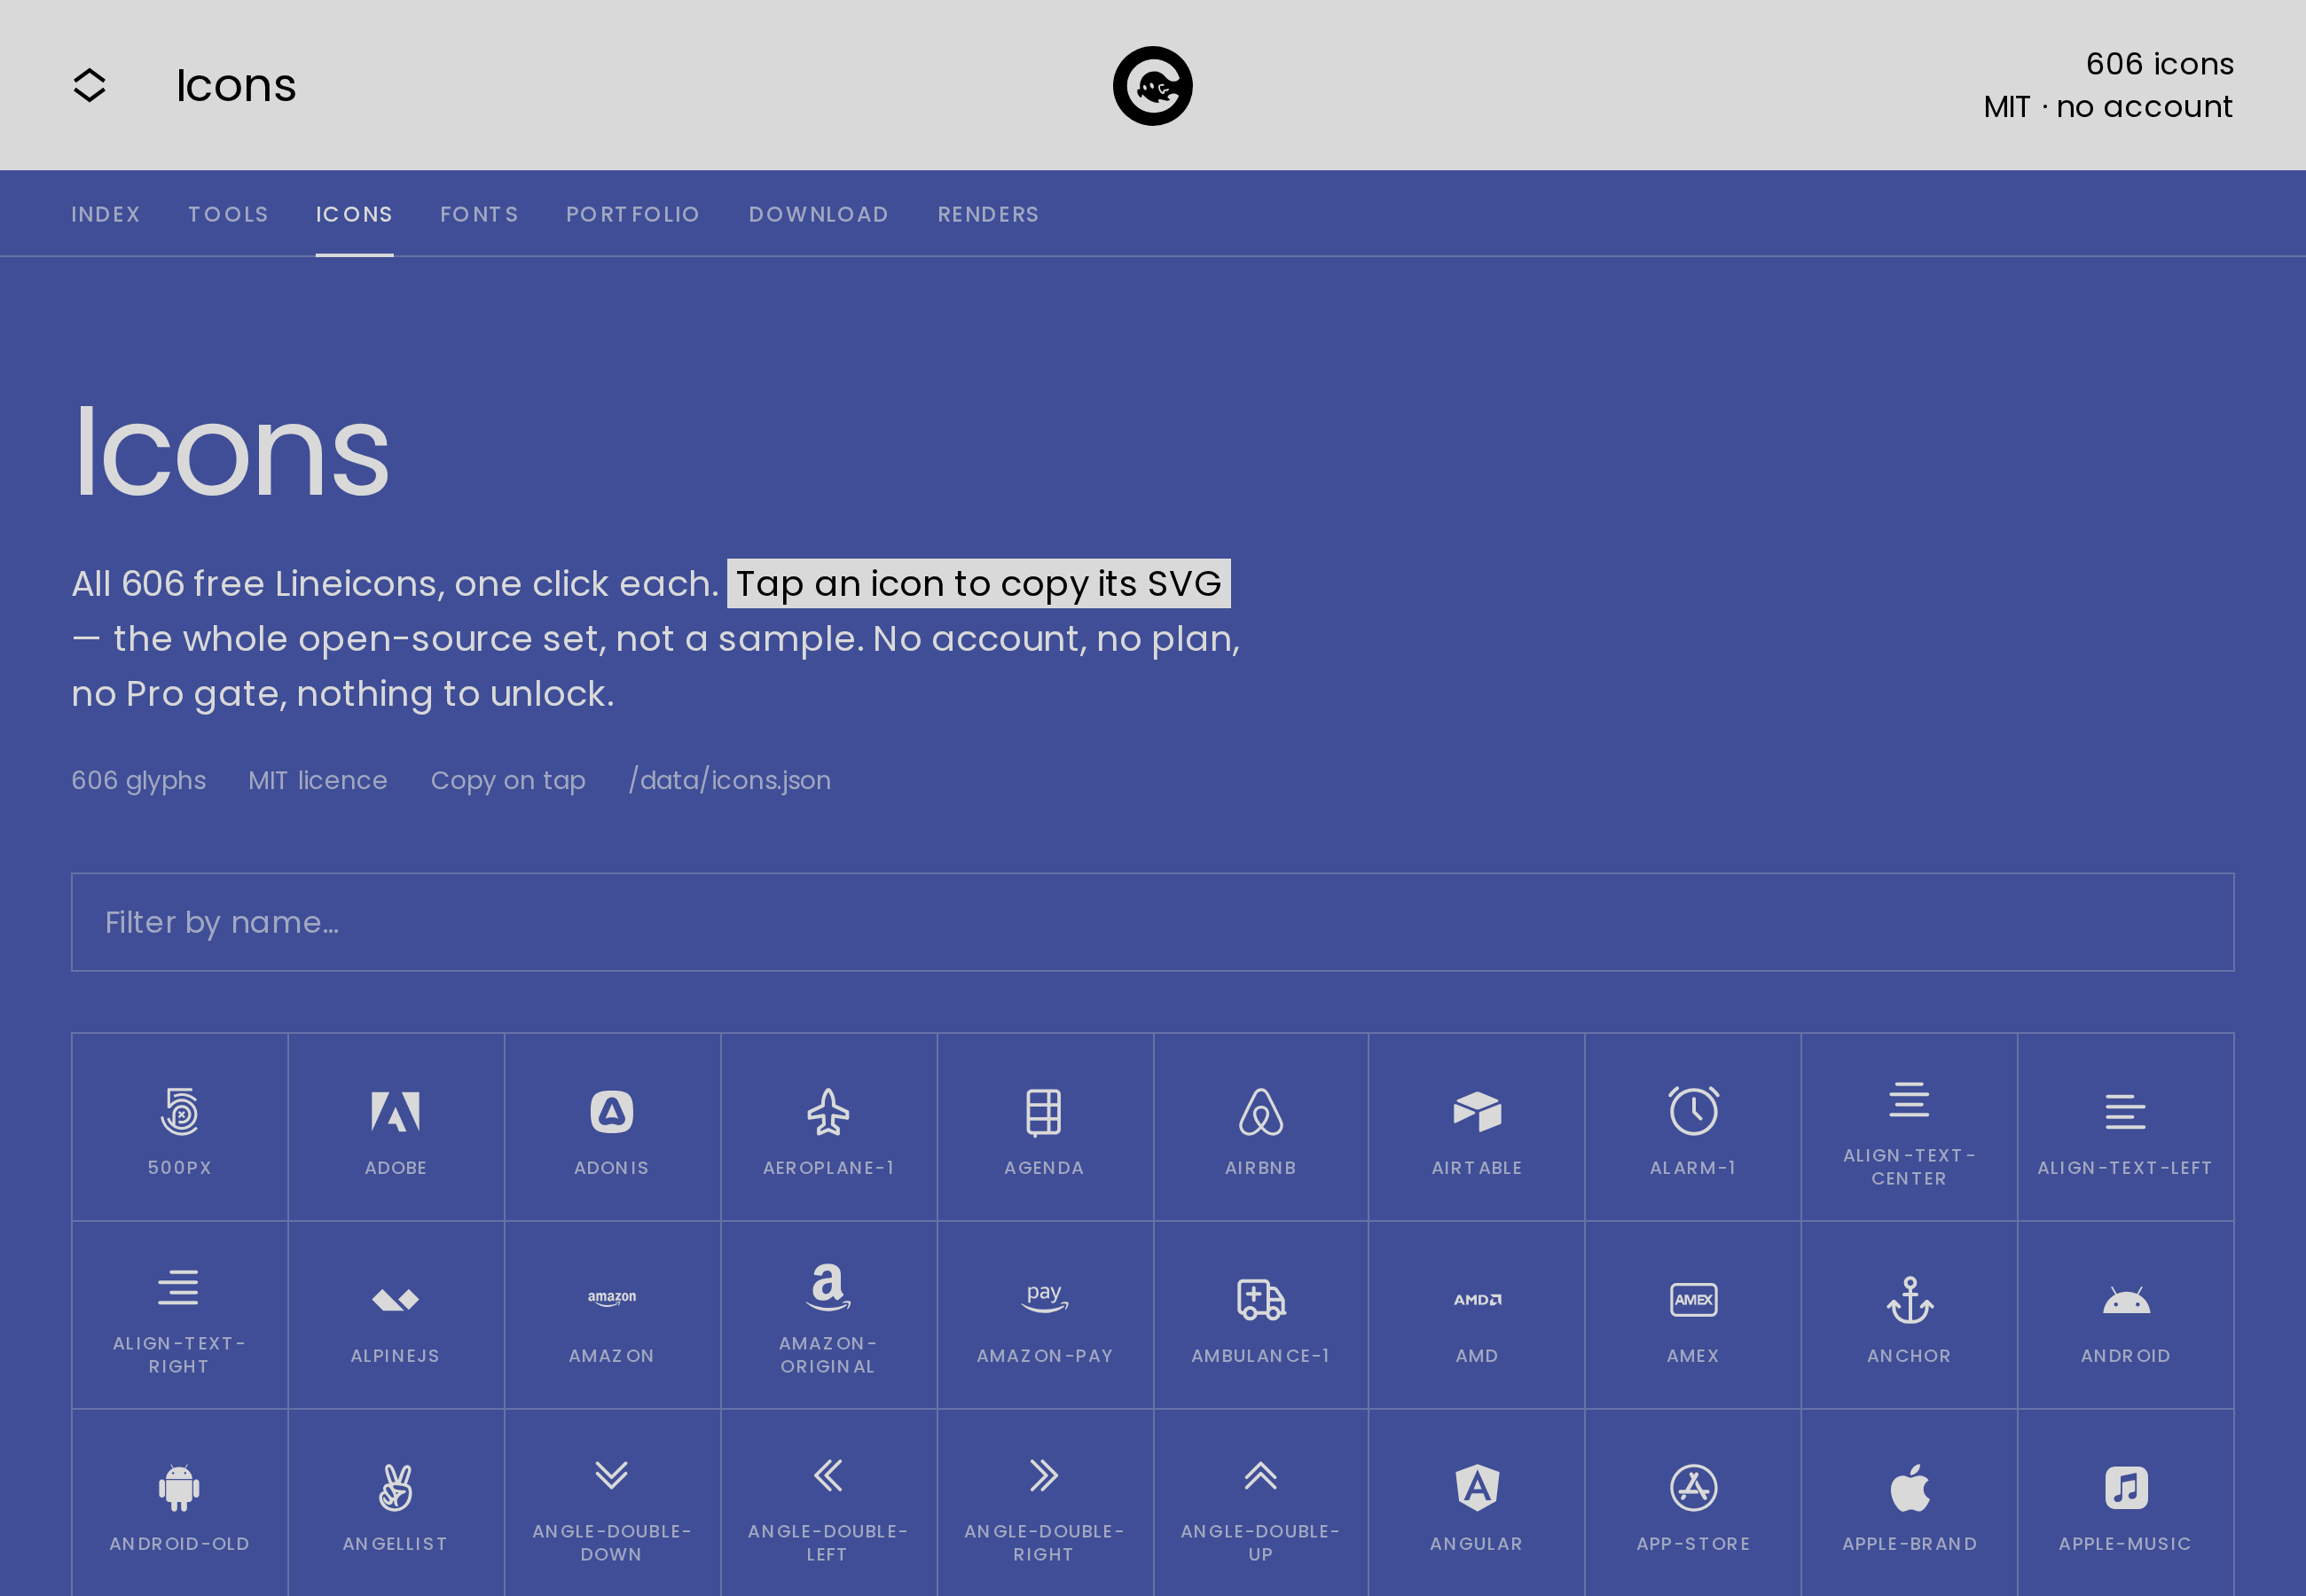 Icons
606 icons
MIT · no account
INDEX TOOLS ICONS FONTS PORTFOLIO DOWNLOAD RENDERS
Icons
All 606 free Lineicons, one click each. Tap an icon to copy its SVG
— the whole open-source set, not a sample. No account, no plan,
no Pro gate, nothing to unlock.
606 glyphs MIT licence Copy on tap /data/icons.json
Filter by name…
500PX ADOBE ADONIS AEROPLANE-1 AGENDA AIRBNB AIRTABLE ALARM-1 ALIGN-TEXT-CENTER ALIGN-TEXT-LEFT
amazon a pay AMD AMEX
ALIGN-TEXT-RIGHT ALPINEJS AMAZON AMAZON-ORIGINAL AMAZON-PAY AMBULANCE-1 AMD AMEX ANCHOR ANDROID
ANDROID-OLD ANGELLIST ANGLE-DOUBLE-DOWN ANGLE-DOUBLE-LEFT ANGLE-DOUBLE-RIGHT ANGLE-DOUBLE-UP ANGULAR APP-STORE APPLE-BRAND APPLE-MUSIC